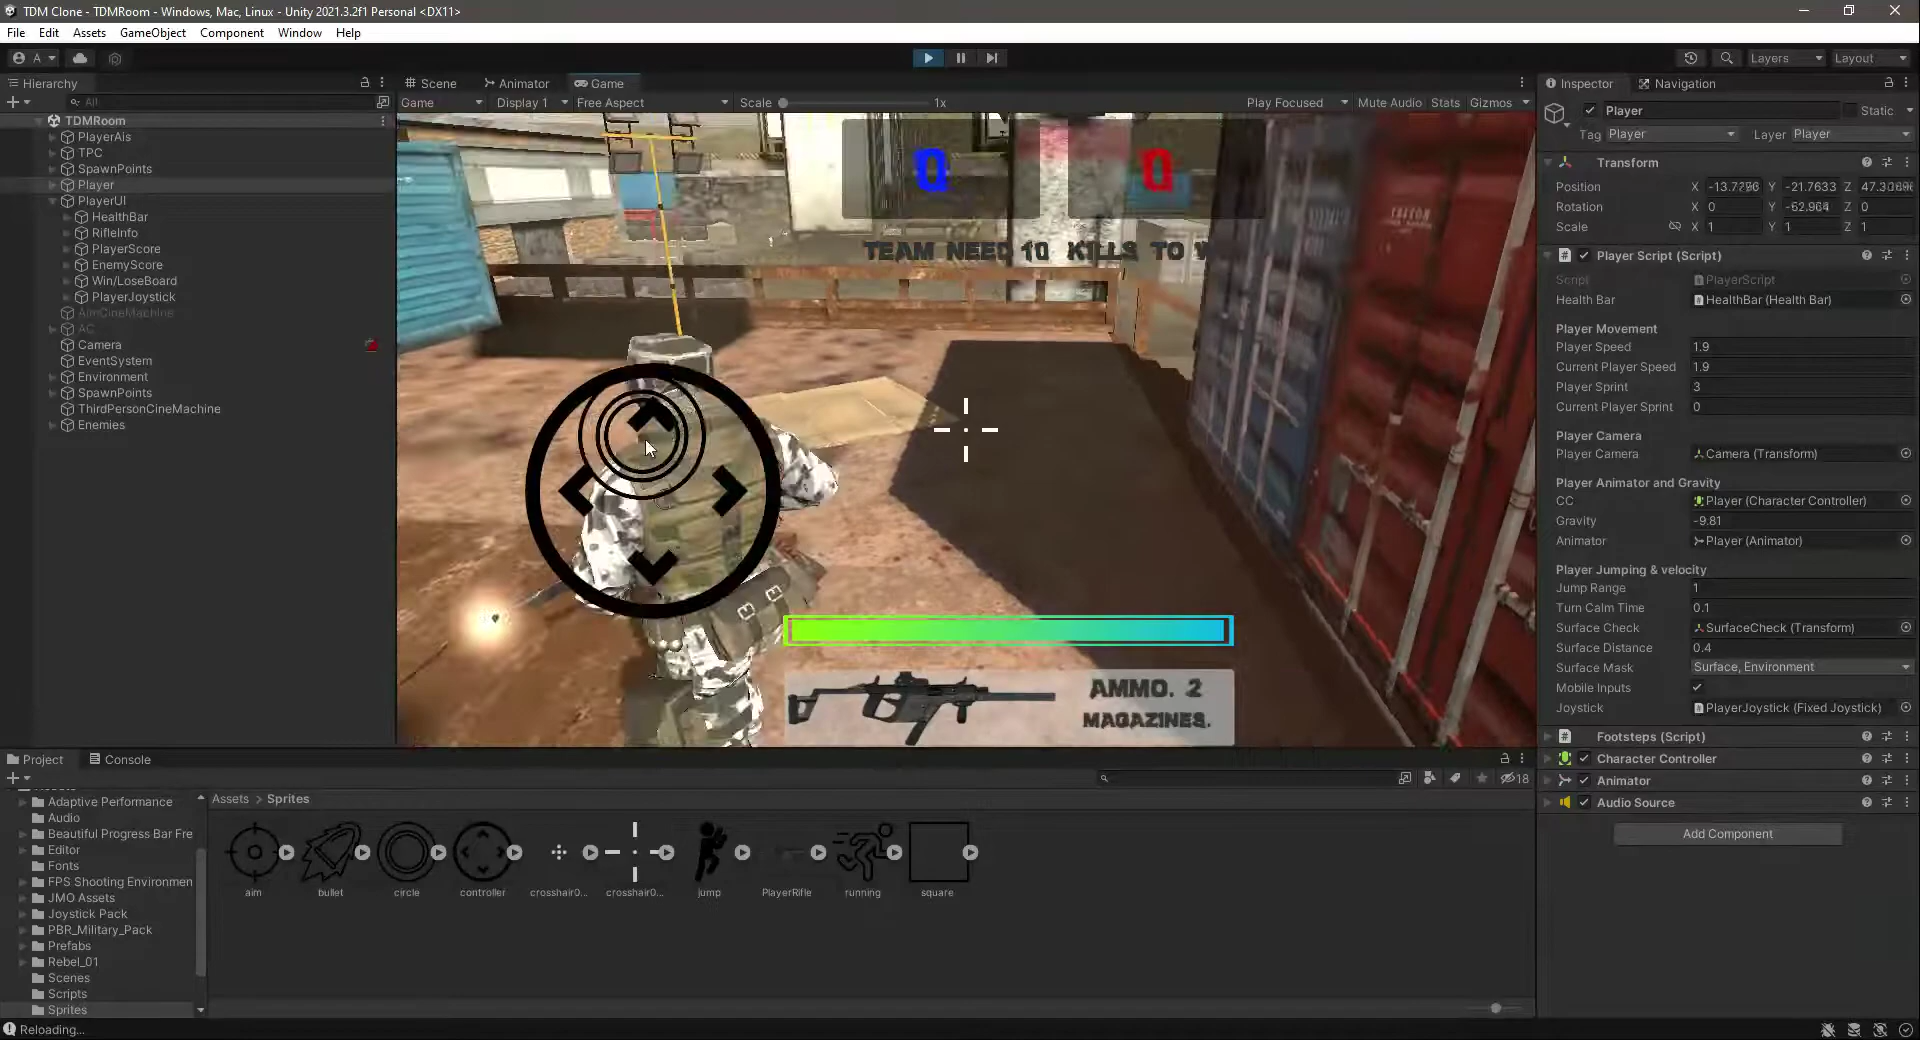 TDM Clone - TDMRoom - Windows, Mac, Linux - Unity 2021.3.2f1 Personal <DX11>
File Edit Assets GameObject Component Window Help
A
Layers Layout
Hierarchy
All
TDMRoom
PlayerAis
TPC
SpawnPoints
Player
PlayerUI
HealthBar
RifleInfo
PlayerScore
EnemyScore
Win/LoseBoard
PlayerJoystick
AimCineMachine
AC
Camera
EventSystem
Environment
SpawnPoints
ThirdPersonCineMachine
Enemies
Scene Animator Game
Game Display 1 Free Aspect Scale 1x Play Focused Mute Audio Stats Gizmos
0 0
TEAM NEED 10 KILLS TO W
AMMO. 2
MAGAZINES.
Inspector Navigation
Player Static
Tag Player Layer Player
Transform
Position X Y -21.7633 Z
Rotation X 0 Y Z 0
Scale X 1 Y 1 Z 1
Player Script (Script)
Script PlayerScript
Health Bar HealthBar (Health Bar)
Player Movement
Player Speed 1.9
Current Player Speed 1.9
Player Sprint 3
Current Player Sprint 0
Player Camera
Player Camera Camera (Transform)
Player Animator and Gravity
CC Player (Character Controller)
Gravity -9.81
Animator Player (Animator)
Player Jumping & velocity
Jump Range 1
Turn Calm Time 0.1
Surface Check SurfaceCheck (Transform)
Surface Distance 0.4
Surface Mask Surface, Environment
Mobile Inputs
Joystick PlayerJoystick (Fixed Joystick)
Footsteps (Script)
Character Controller
Animator
Audio Source
Add Component
Project Console
18
Adaptive Performance
Audio
Beautiful Progress Bar Fre
Editor
Fonts
FPS Shooting Environmen
JMO Assets
Joystick Pack
PBR_Military_Pack
Prefabs
Rebel_01
Scenes
Scripts
Sprites
Assets > Sprites
aim bullet circle controller crosshair0... crosshair0... jump PlayerRifle running square
Reloading...